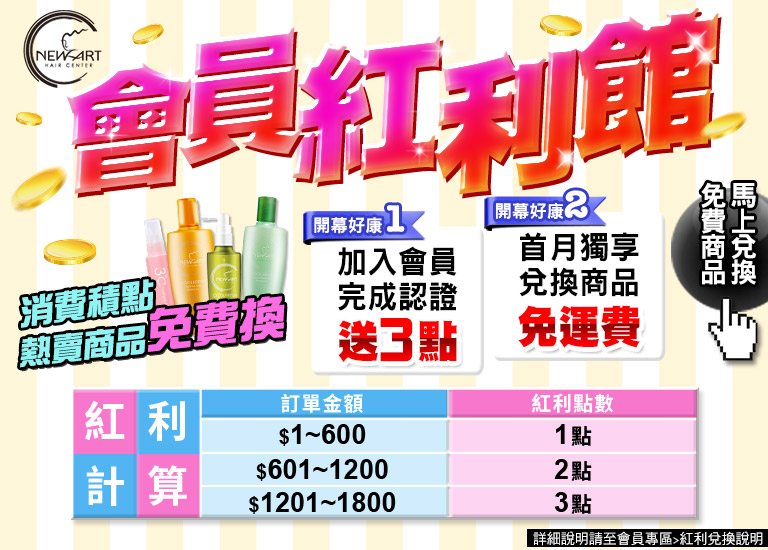 NEWSART
HAIR CENTER
會員紅利館
開幕好康1
加入會員
完成認證
送3點
開幕好康2
首月獨享
兌換商品
免運費
馬上兌換
免費商品
消費積點
熱賣商品免費換
紅利計算
訂單金額 紅利點數
$1~600 1點
$601~1200 2點
$1201~1800 3點
詳細說明請至會員專區>紅利兌換說明